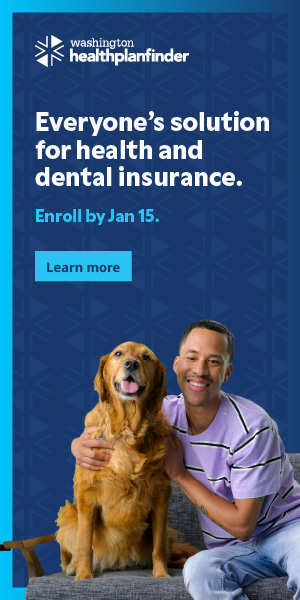 washington
healthplanfinder
Everyone's solution
for health and
dental insurance.
Enroll by Jan 15.
Learn more